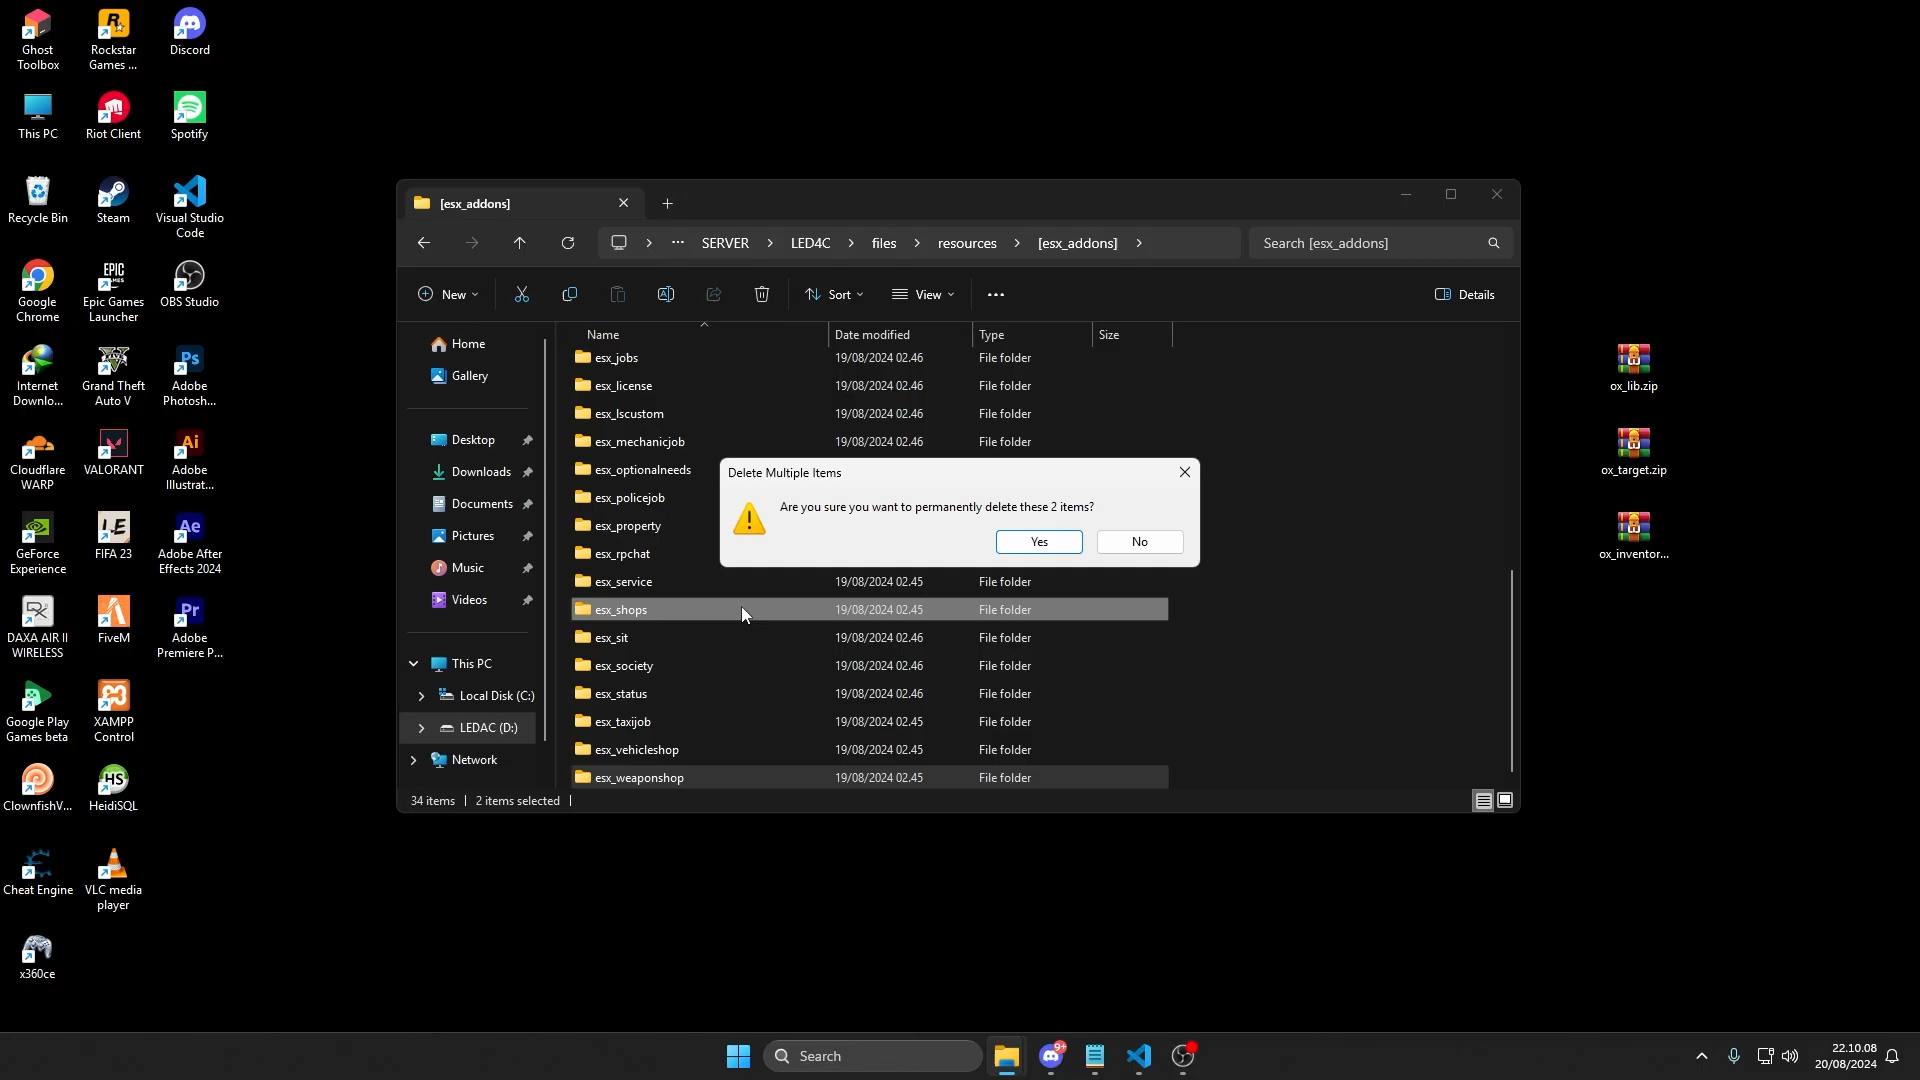 Ghost
Toolbox
Rockstar
Games ...
Discord
This PC
Riot Client
Spotify
Recycle Bin
Steam
Visual Studio
Code
Google
Chrome
Epic Games
Launcher
OBS Studio
Internet
Downlo...
Grand Theft
Auto V
Adobe
Photosh...
Cloudflare
WARP
VALORANT
Adobe
Illustrat...
GeForce
Experience
FIFA 23
Adobe After
Effects 2024
DAXA AIR II
WIRELESS
FiveM
Adobe
Premiere P...
Google Play
Games beta
XAMPP
Control
ClownfishV...
HeidiSQL
Cheat Engine
VLC media
player
x360ce
[esx_addons]
SERVER > LED4C > files > resources > [esx_addons] >
Search [esx_addons]
New
Sort
View
Details
Home
Gallery
Desktop
Downloads
Documents
Pictures
Music
Videos
This PC
Local Disk (C:)
LEDAC (D:)
Network
Name Date modified Type Size
esx_jobs 19/08/2024 02.46 File folder
esx_license 19/08/2024 02.46 File folder
esx_lscustom 19/08/2024 02.46 File folder
esx_mechanicjob 19/08/2024 02.46 File folder
esx_optionalneeds
esx_policejob
esx_property
esx_rpchat
esx_service 19/08/2024 02.45 File folder
esx_shops 19/08/2024 02.45 File folder
esx_sit 19/08/2024 02.46 File folder
esx_society 19/08/2024 02.46 File folder
esx_status 19/08/2024 02.46 File folder
esx_taxijob 19/08/2024 02.45 File folder
esx_vehicleshop 19/08/2024 02.45 File folder
esx_weaponshop 19/08/2024 02.45 File folder
34 items | 2 items selected |
Delete Multiple Items
Are you sure you want to permanently delete these 2 items?
Yes
No
ox_lib.zip
ox_target.zip
ox_inventor...
Search
9+
22.10.08
20/08/2024